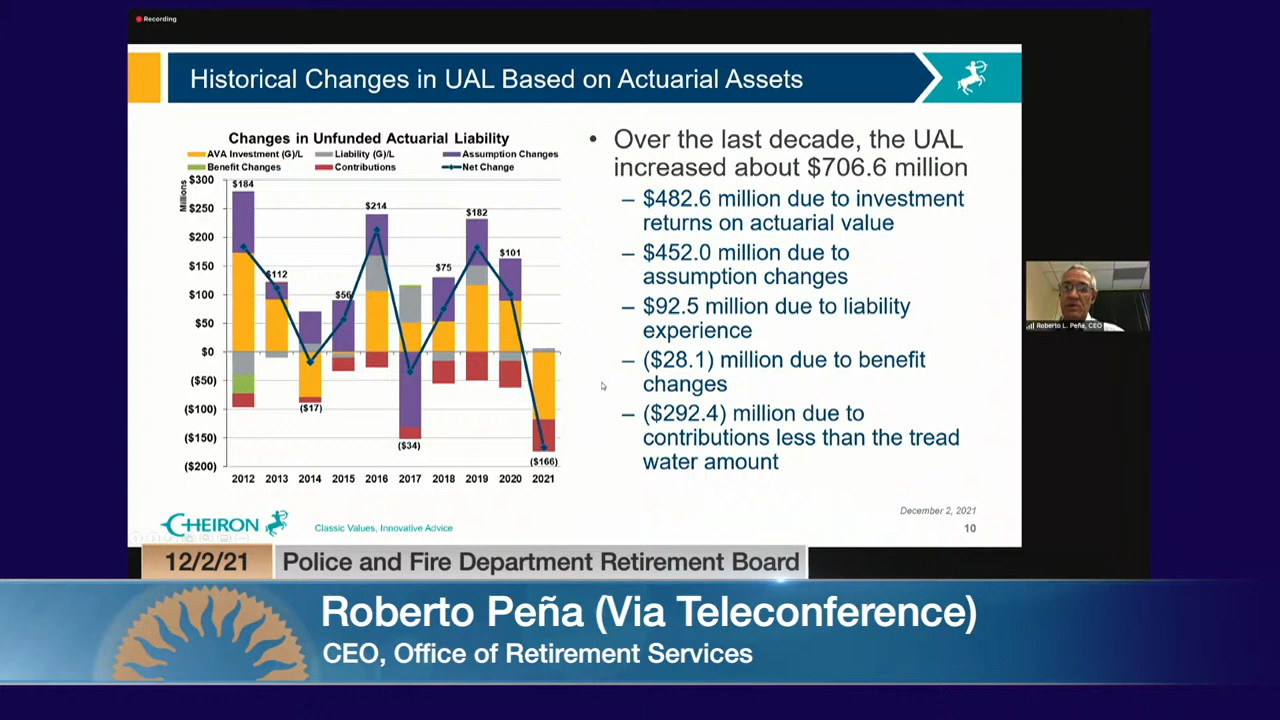 Recording
Historical Changes in UAL Based on Actuarial Assets
Changes in Unfunded Actuarial Liability
AVA Investment (G)/L
Liability (G)/L
Assumption Changes
Benefit Changes
Contributions
Net Change
Millions
$300
$250
$200
$150
$100
$50
$0
($50)
($100)
($150)
($200)
$184
$112
($17)
$56
$214
($34)
$75
$182
$101
($166)
2012 2013 2014 2015 2016 2017 2018 2019 2020 2021
• Over the last decade, the UAL
increased about $706.6 million
– $482.6 million due to investment
returns on actuarial value
– $452.0 million due to
assumption changes
– $92.5 million due to liability
experience
– ($28.1) million due to benefit
changes
– ($292.4) million due to
contributions less than the tread
water amount
Roberto L. Peña, CEO
December 2, 2021
CHEIRON
Classic Values, Innovative Advice
10
12/2/21
Police and Fire Department Retirement Board
Roberto Peña (Via Teleconference)
CEO, Office of Retirement Services